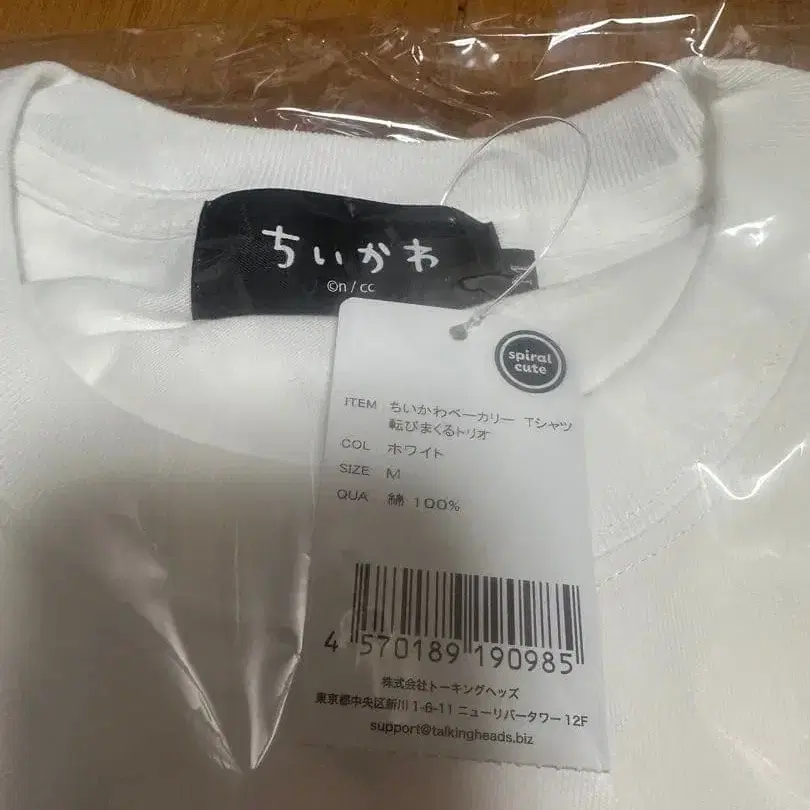 ちいかわ
©n / cc
spiral
cute
ITEM ちいかわベーカリー Tシャツ
転びまくるトリオ
COL ホワイト
SIZE M
QUA 綿 100%
4 570189 190985
株式会社トーキングヘッズ
東京都中央区新川1-6-11 ニューリバータワー 12F
support@talkingheads.biz